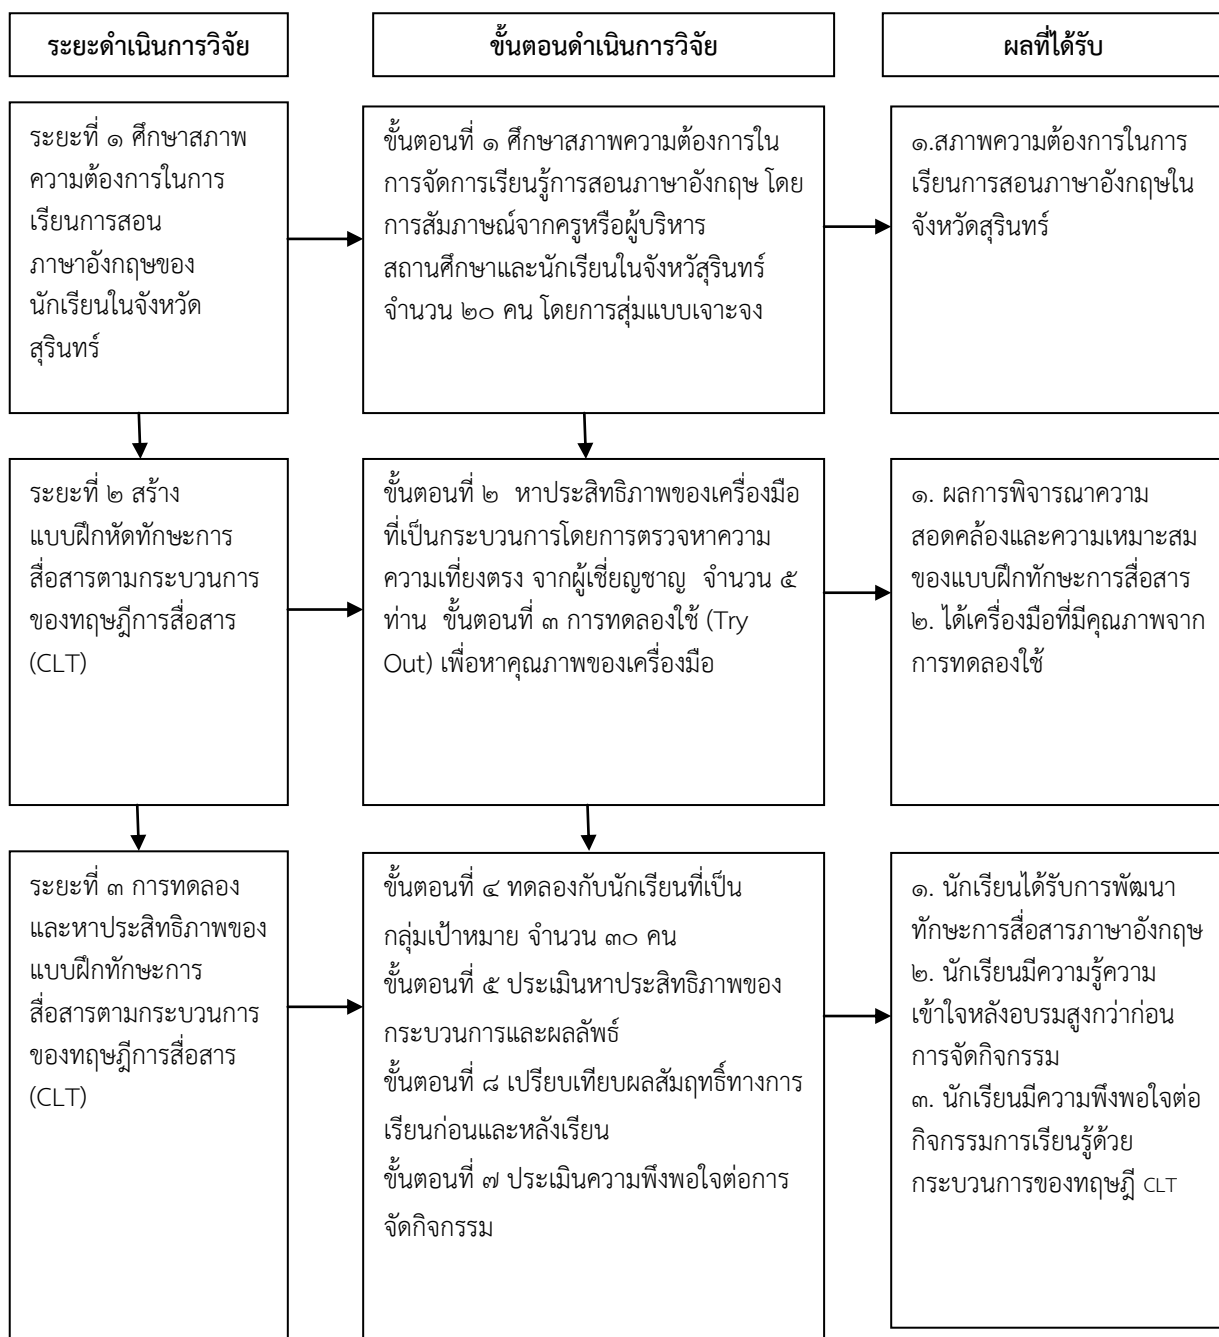 ระยะดำเนินการวิจัย
ขั้นตอนดำเนินการวิจัย
ผลที่ได้รับ
ระยะที่ ๑ ศึกษาสภาพ
ความต้องการในการ
เรียนการสอน
ภาษาอังกฤษของ
นักเรียนในจังหวัด
สุรินทร์
ขั้นตอนที่ ๑ ศึกษาสภาพความต้องการใน
การจัดการเรียนรู้การสอนภาษาอังกฤษ โดย
การสัมภาษณ์จากครูหรือผู้บริหาร
สถานศึกษาและนักเรียนในจังหวัสุรินทร์
จำนวน ๒๐ คน โดยการสุ่มแบบเจาะจง
๑.สภาพความต้องการในการ
เรียนการสอนภาษาอังกฤษใน
จังหวัดสุรินทร์
ระยะที่ ๒ สร้าง
แบบฝึกหัดทักษะการ
สื่อสารตามกระบวนการ
ของทฤษฎีการสื่อสาร
(CLT)
ขั้นตอนที่ ๒ หาประสิทธิภาพของเครื่องมือ
ที่เป็นกระบวนการโดยการตรวจหาความ
ความเที่ยงตรง จากผู้เชี่ยญชาญ จำนวน ๕
ท่าน ขั้นตอนที่ ๓ การทดลองใช้ (Try
Out) เพื่อหาคุณภาพของเครื่องมือ
๑. ผลการพิจารณาความ
สอดคล้องและความเหมาะสม
ของแบบฝึกทักษะการสื่อสาร
๒. ได้เครื่องมือที่มีคุณภาพจาก
การทดลองใช้
ระยะที่ ๓ การทดลอง
และหาประสิทธิภาพของ
แบบฝึกทักษะการ
สื่อสารตามกระบวนการ
ของทฤษฎีการสื่อสาร
(CLT)
ขั้นตอนที่ ๔ ทดลองกับนักเรียนที่เป็น
กลุ่มเป้าหมาย จำนวน ๓๐ คน
ขั้นตอนที่ ๕ ประเมินหาประสิทธิภาพของ
กระบวนการและผลลัพธ์
ขั้นตอนที่ ๘ เปรียบเทียบผลสัมฤทธิ์ทางการ
เรียนก่อนและหลังเรียน
ขั้นตอนที่ ๗ ประเมินความพึงพอใจต่อการ
จัดกิจกรรม
๑. นักเรียนได้รับการพัฒนา
ทักษะการสื่อสารภาษาอังกฤษ
๒. นักเรียนมีความรู้ความ
เข้าใจหลังอบรมสูงกว่าก่อน
การจัดกิจกรรม
๓. นักเรียนมีความพึงพอใจต่อ
กิจกรรมการเรียนรู้ด้วย
กระบวนการของทฤษฎี CLT